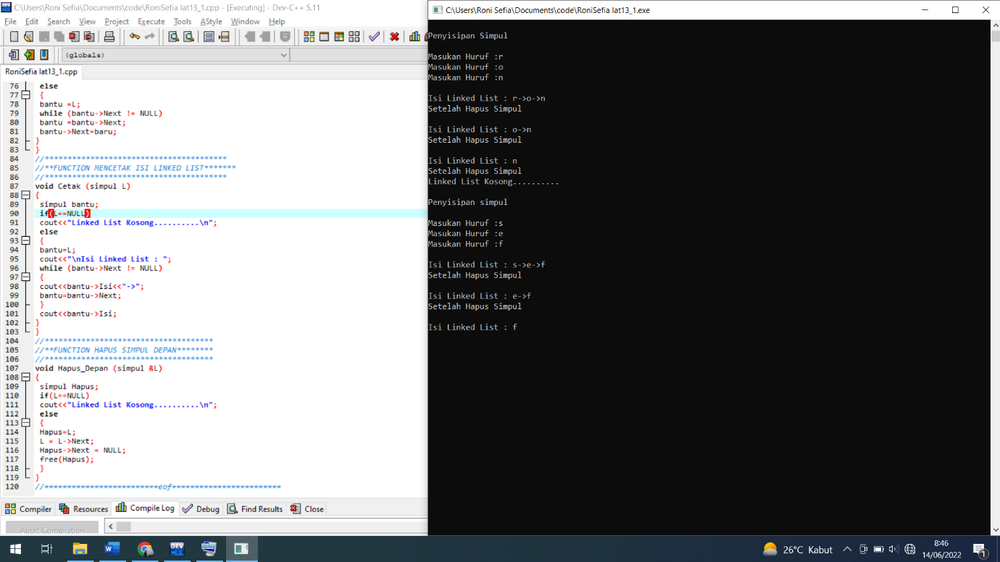 C:\Users\Roni Sefia\Documents\code\RoniSefia lat13_1.cpp - [Executing] - Dev-C++ 5.11
File Edit Search View Project Execute Tools AStyle Window Help
(globals)
RoniSefia lat13_1.cpp
76 else
77 {
78 bantu =L;
79 while (bantu->Next != NULL)
80 bantu =bantu->Next;
81 bantu->Next=baru;
82 }
83 }
84 //****************************************
85 //**FUNCTION MENCETAK ISI LINKED LIST*******
86 //****************************************
87 void Cetak (simpul L)
88 {
89 simpul bantu;
90 if(L==NULL)
91 cout<<"Linked List Kosong..........\n";
92 else
93 {
94 bantu=L;
95 cout<<"\nIsi Linked List : ";
96 while (bantu->Next != NULL)
97 {
98 cout<<bantu->Isi<<"->";
99 bantu=bantu->Next;
100 }
101 cout<<bantu->Isi;
102 }
103 }
104 //*************************************
105 //**FUNCTION HAPUS SIMPUL DEPAN********
106 //*************************************
107 void Hapus_Depan (simpul &L)
108 {
109 simpul Hapus;
110 if(L==NULL)
111 cout<<"Linked List Kosong..........\n";
112 else
113 {
114 Hapus=L;
115 L = L->Next;
116 Hapus->Next = NULL;
117 free(Hapus);
118 }
119 }
120 //=========================eof========================
Compiler Resources Compile Log Debug Find Results Close
Abort Compilation
C:\Users\Roni Sefia\Documents\code\RoniSefia lat13_1.exe
Penyisipan Simpul
Masukan Huruf :r
Masukan Huruf :o
Masukan Huruf :n
Isi Linked List : r->o->n
Setelah Hapus Simpul
Isi Linked List : o->n
Setelah Hapus Simpul
Isi Linked List : n
Setelah Hapus Simpul
Linked List Kosong..........
Penyisipan simpul
Masukan Huruf :s
Masukan Huruf :e
Masukan Huruf :f
Isi Linked List : s->e->f
Setelah Hapus Simpul
Isi Linked List : e->f
Setelah Hapus Simpul
Isi Linked List : f
26°C Kabut
8:46
14/06/2022
1